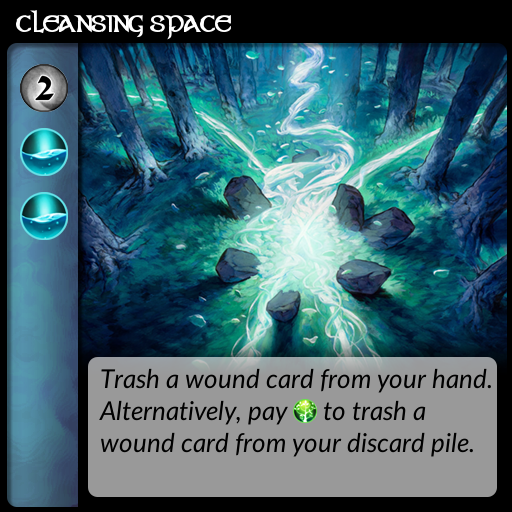 CLEANSING SPACE
2
Trash a wound card from your hand.
Alternatively, pay to trash a
wound card from your discard pile.